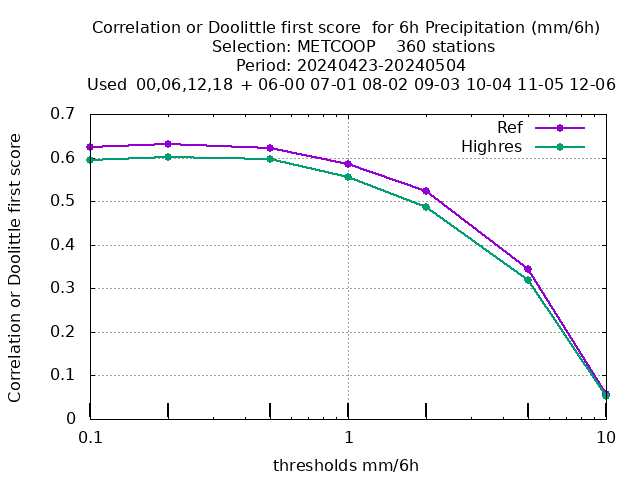 Correlation or Doolittle first score  for 6h Precipitation (mm/6h)
Selection: METCOOP    360 stations
Period: 20240423-20240504
Used  00,06,12,18  + 06-00 07-01 08-02 09-03 10-04 11-05 12-06
Ref
Highres
0.7
0.6
0.5
0.4
0.3
0.2
0.1
0
Correlation or Doolittle first score
0.1 1 10
thresholds mm/6h